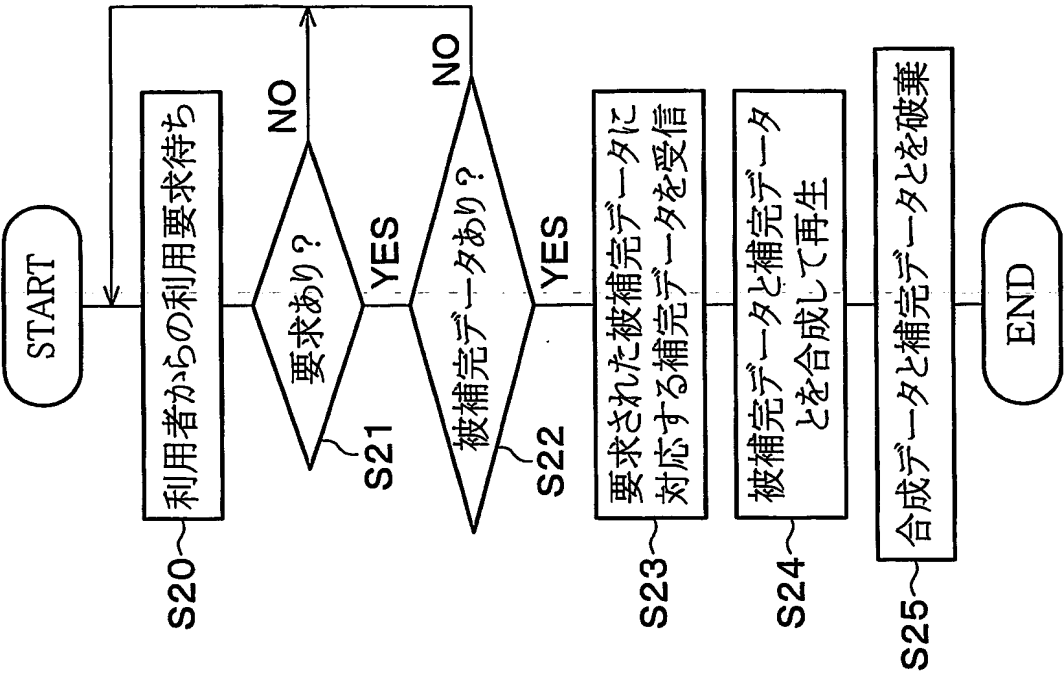 START
利用者からの利用要求待ち
S20
要求あり？
NO
S21
YES
被補完データあり？
NO
S22
YES
要求された被補完データに
対応する補完データを受信
S23
被補完データと補完データ
とを合成して再生
S24
合成データと補完データとを破棄
S25
END